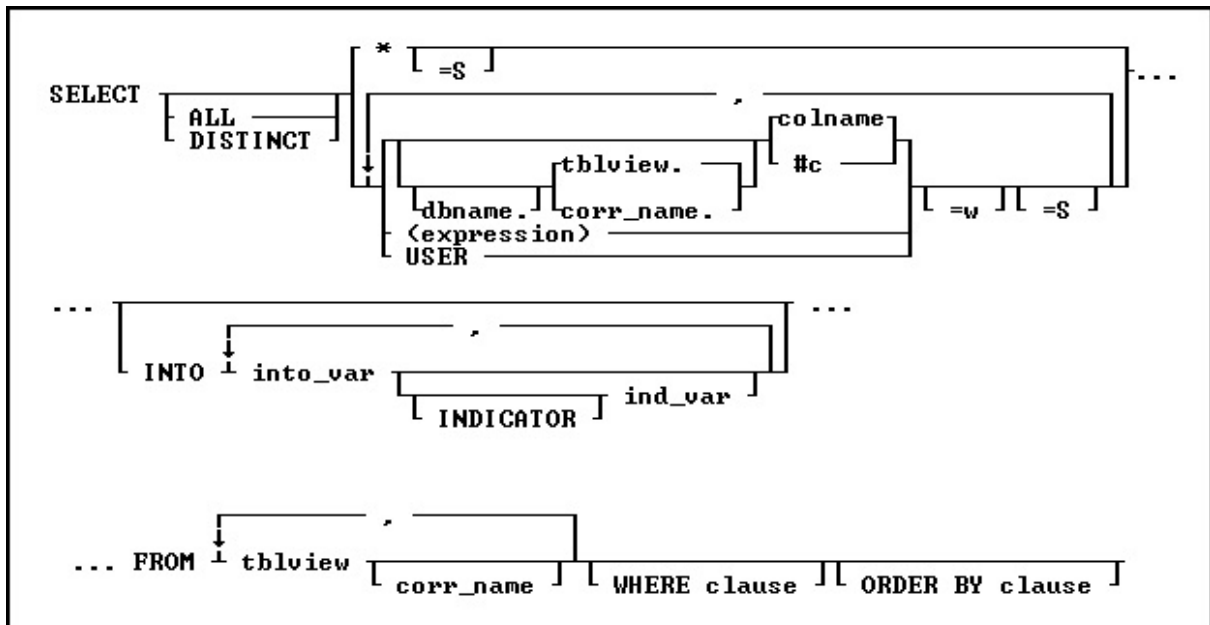 * =S ...
SELECT ALL DISTINCT ,
colname
tblview. #c
dbname. corr_name. =w =S
(expression)
USER
... ...
,
INTO into_var
INDICATOR ind_var
,
... FROM tblview
corr_name WHERE clause ORDER BY clause